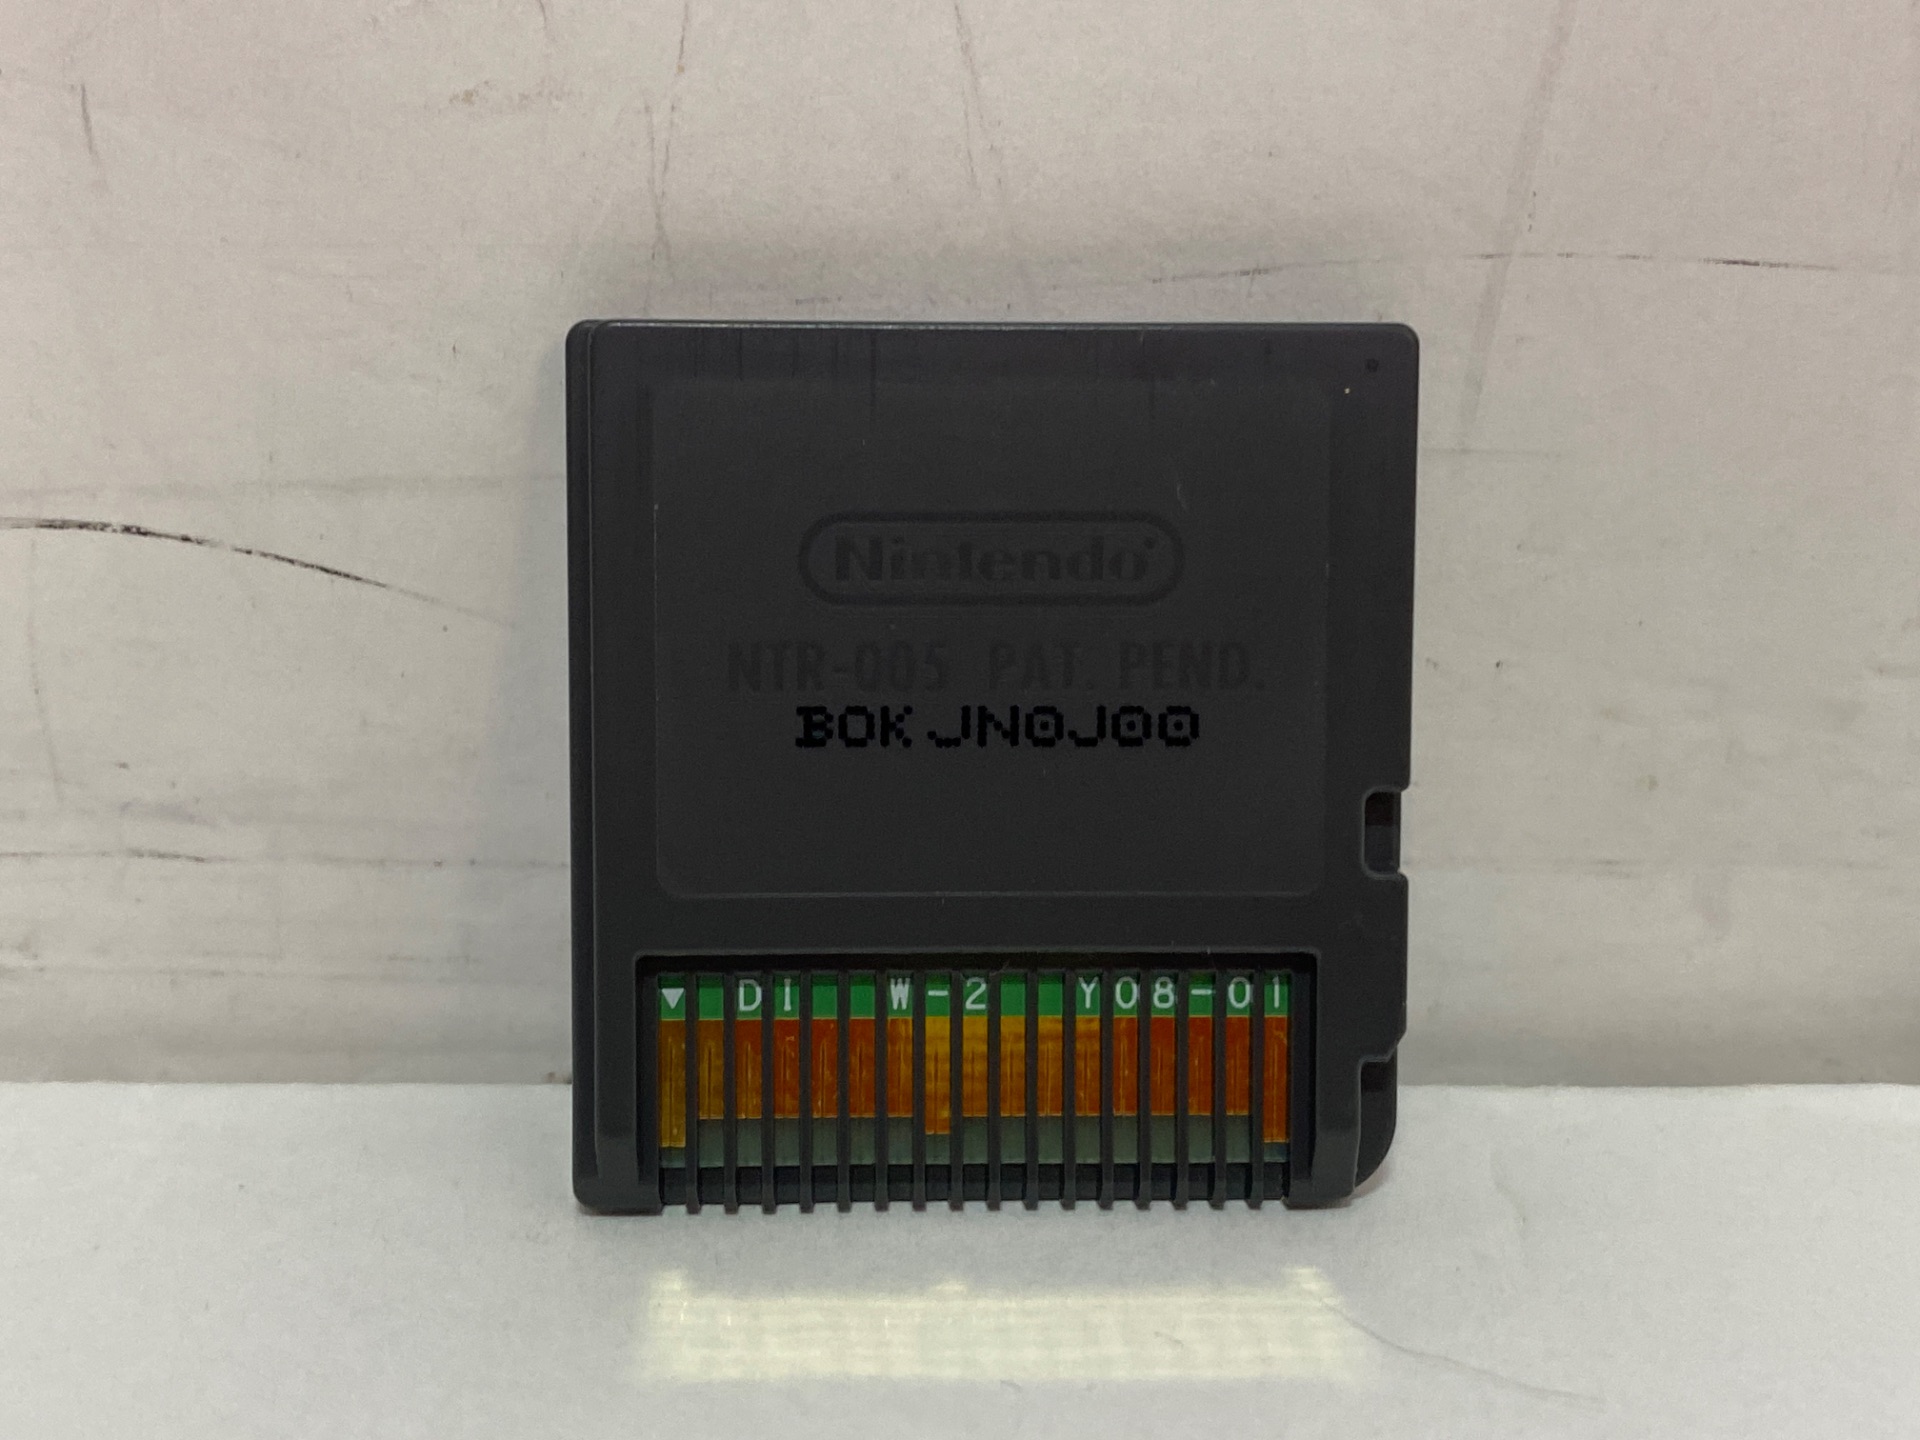 Nintendo
NTR-005 PAT. PEND.
BOKJN0J00
▼ DI W-2 Y08-01